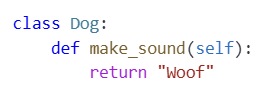 class Dog:
    def make_sound(self):
        return "Woof"